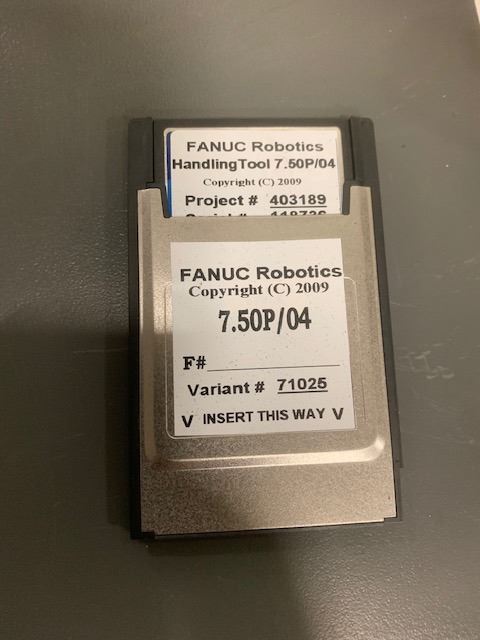 FANUC Robotics
HandlingTool 7.50P/04
Copyright (C) 2009
Project # 403189
FANUC Robotics
Copyright (C) 2009
7.50P/04
F#
Variant # 71025
V INSERT THIS WAY V